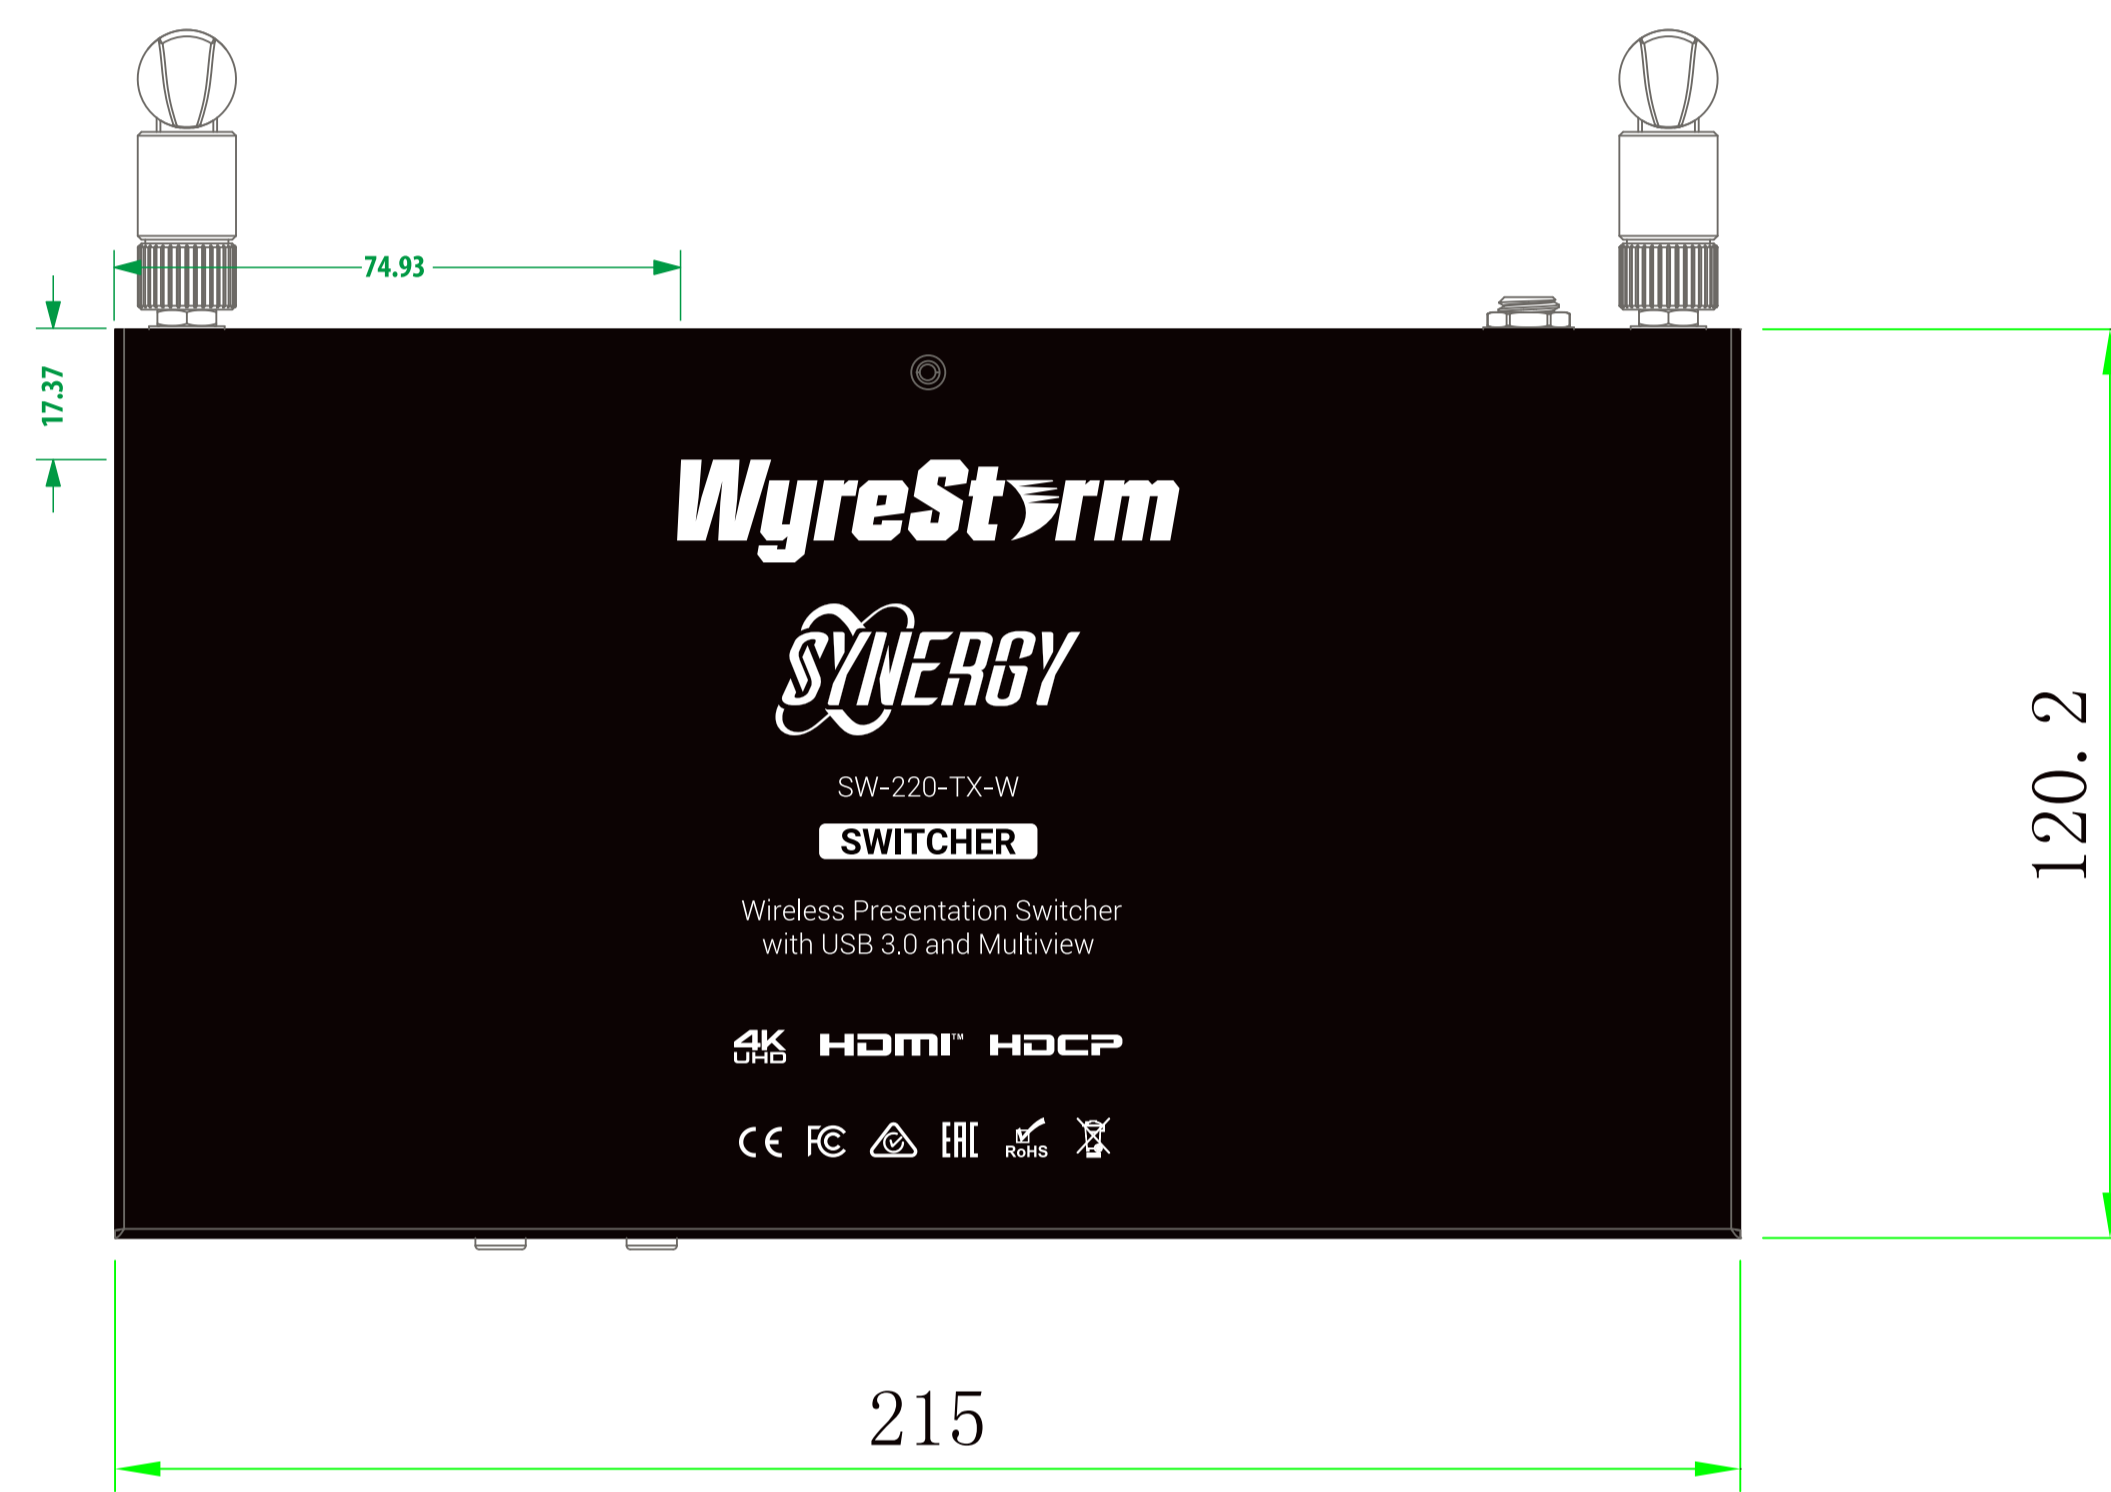 74.93
17.37
WyreStorm
SYNERGY
SW-220-TX-W
SWITCHER
Wireless Presentation Switcher
with USB 3.0 and Multiview
4K UHD HDMI™ HDCP
CE FC EAC RoHS
120.2
215